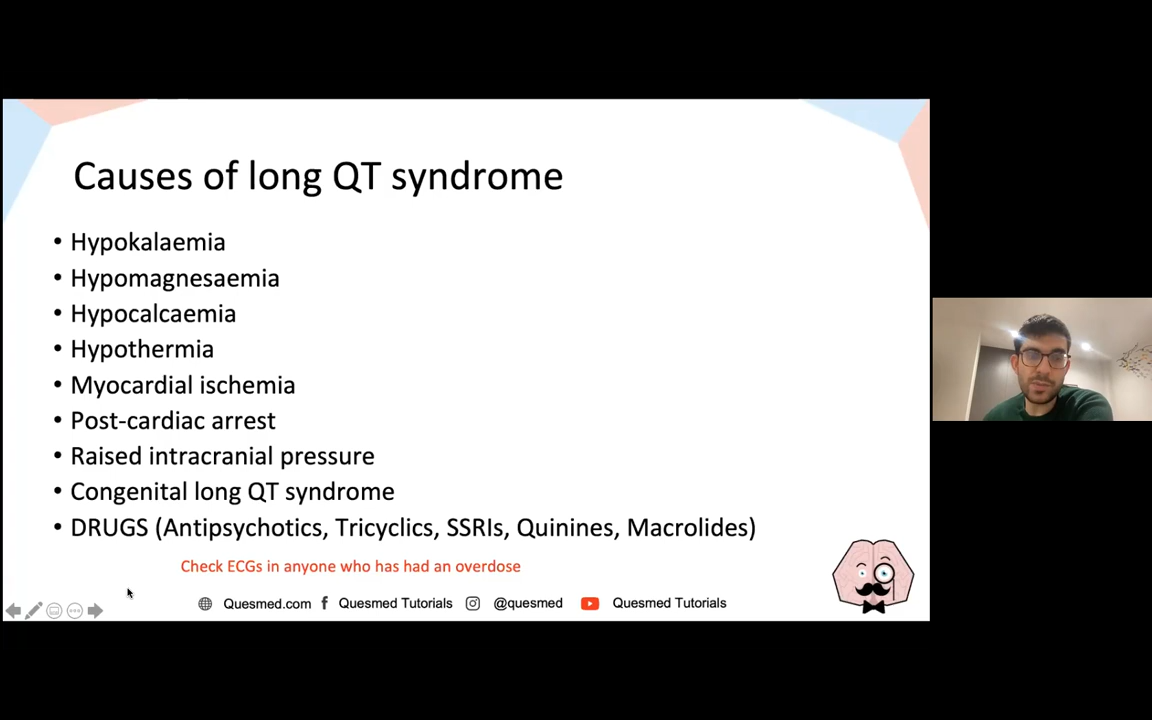 Causes of long QT syndrome
• Hypokalaemia
• Hypomagnesaemia
• Hypocalcaemia
• Hypothermia
• Myocardial ischemia
• Post-cardiac arrest
• Raised intracranial pressure
• Congenital long QT syndrome
• DRUGS (Antipsychotics, Tricyclics, SSRIs, Quinines, Macrolides)
Check ECGs in anyone who has had an overdose
Quesmed.com Quesmed Tutorials @quesmed Quesmed Tutorials